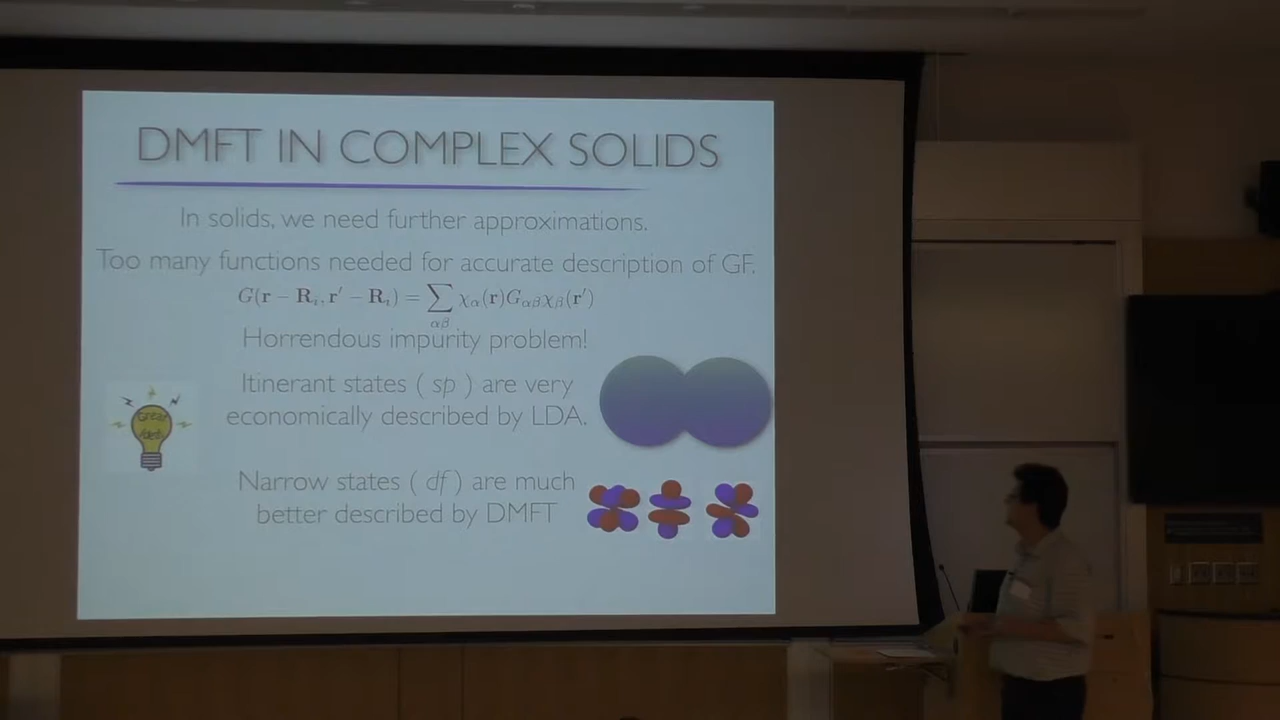 DMFT IN COMPLEX SOLIDS
In solids, we need further approximations.
Too many functions needed for accurate description of GF.
G(r − Rᵢ, r′ − Rᵢ) = ∑ χα(r)Gαβχβ(r′)
αβ
Horrendous impurity problem!
Itinerant states ( sp ) are very
economically described by LDA.
Great
Idea
Narrow states ( df ) are much
better described by DMFT